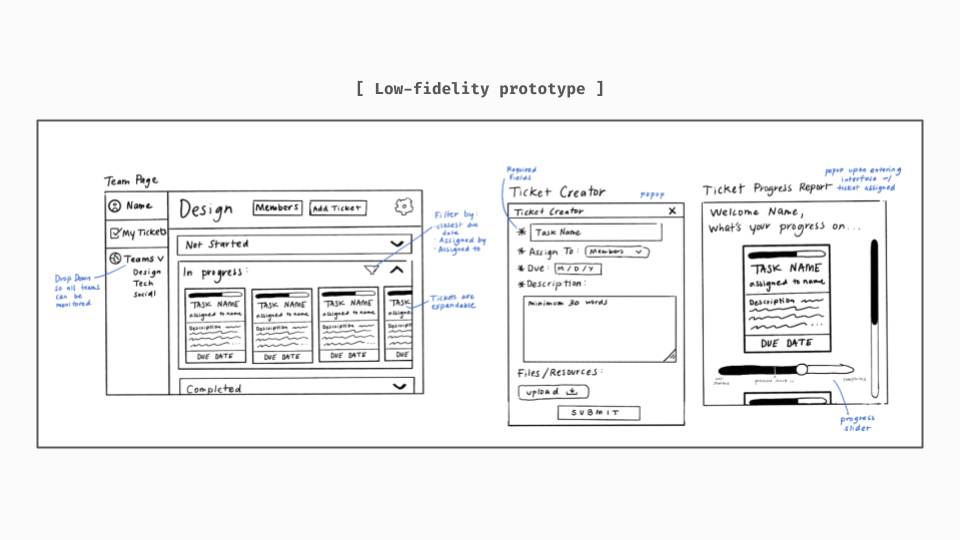 [ Low-fidelity prototype ]
Team Page
Name
My Tickets
Teams
Design
Tech
Social
Drop Down
so all teams
can be
monitored
Design
Members
Add Ticket
Not Started
In progress:
TASK NAME
assigned to name
Description
DUE DATE
TASK NAME
assigned to name
Description
DUE DATE
TASK NAME
assigned to name
Description
DUE DATE
TASK
assigned
Descript
DUE
Completed
Filter by:
· closest due
date
· Assigned by
· Assigned to
Tickets are
expandable
Required
fields
Ticket Creator
popup
Ticket Creator X
* Task Name
* Assign To: Members
* Due: M/D/Y
* Description:
minimum 30 words
Files/Resources:
upload
SUBMIT
Ticket Progress Report
popup upon entering
interface w/
ticket assigned
Welcome Name,
What's your progress on...
TASK NAME
assigned to name
Description
...
DUE DATE
not
started
completed
progress
slider